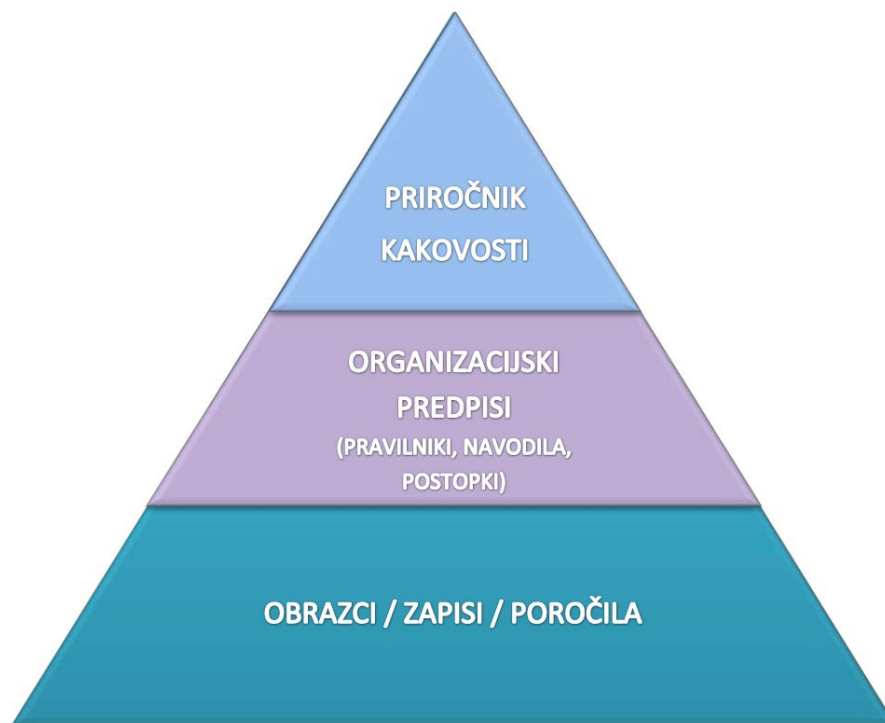 PRIROČNIK
KAKOVOSTI
ORGANIZACIJSKI
PREDPISI
(PRAVILNIKI, NAVODILA,
POSTOPKI)
OBRAZCI / ZAPISI / POROČILA